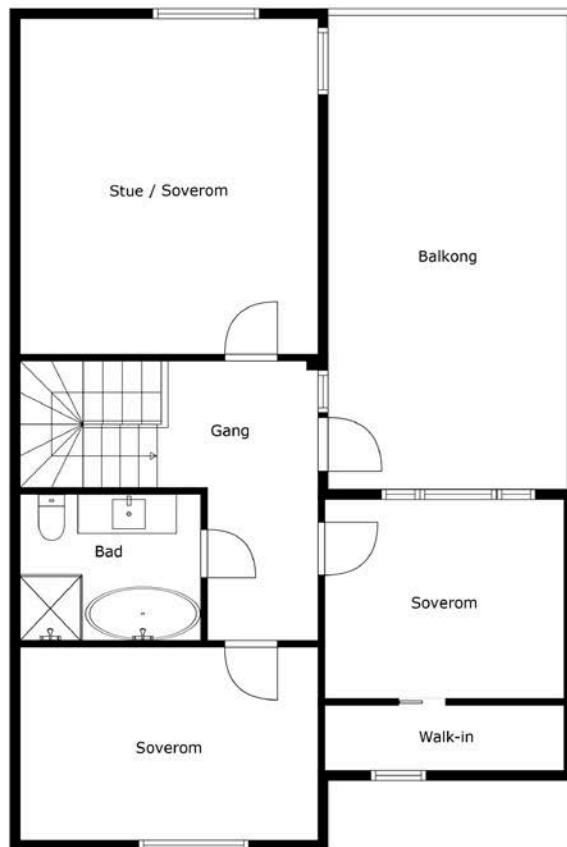 Stue / Soverom
Balkong
Gang
Bad
Soverom
Walk-in
Soverom